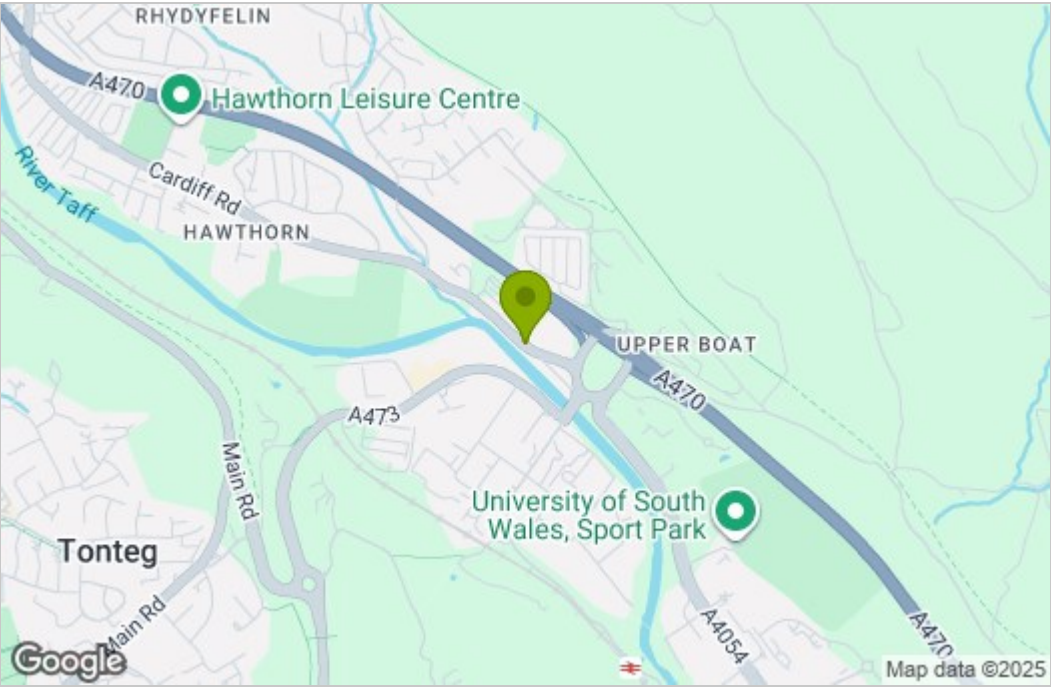 RHYDYFELIN
A470
Hawthorn Leisure Centre
Cardiff Rd
River Taff
HAWTHORN
UPPER BOAT
A470
A473
Main Rd
University of South
Wales, Sport Park
Tonteg
Main Rd
A4054
A470
Google
Map data ©2025